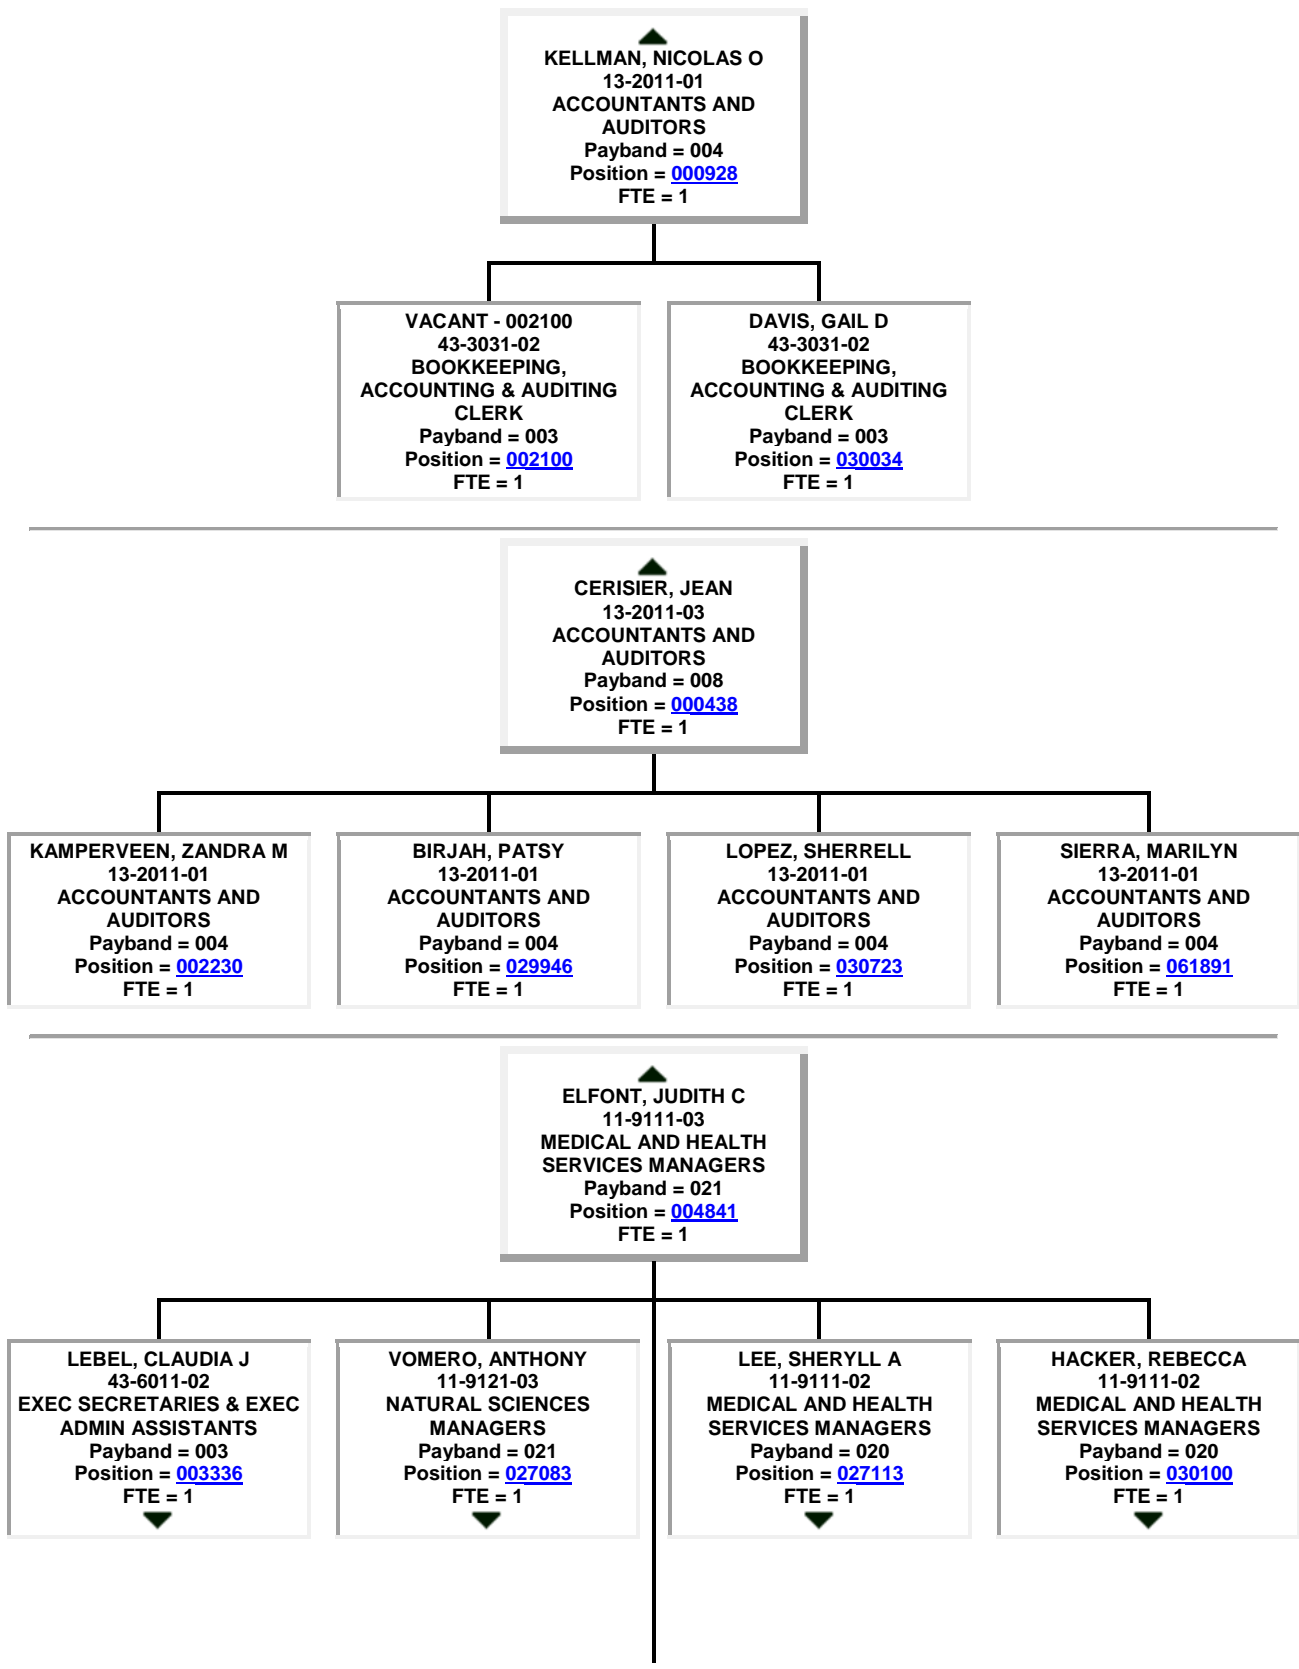 KELLMAN, NICOLAS O
13-2011-01
ACCOUNTANTS AND
AUDITORS
Payband = 004
Position = 000928
FTE = 1
VACANT - 002100
43-3031-02
BOOKKEEPING,
ACCOUNTING & AUDITING
CLERK
Payband = 003
Position = 002100
FTE = 1
DAVIS, GAIL D
43-3031-02
BOOKKEEPING,
ACCOUNTING & AUDITING
CLERK
Payband = 003
Position = 030034
FTE = 1
CERISIER, JEAN
13-2011-03
ACCOUNTANTS AND
AUDITORS
Payband = 008
Position = 000438
FTE = 1
KAMPERVEEN, ZANDRA M
13-2011-01
ACCOUNTANTS AND
AUDITORS
Payband = 004
Position = 002230
FTE = 1
BIRJAH, PATSY
13-2011-01
ACCOUNTANTS AND
AUDITORS
Payband = 004
Position = 029946
FTE = 1
LOPEZ, SHERRELL
13-2011-01
ACCOUNTANTS AND
AUDITORS
Payband = 004
Position = 030723
FTE = 1
SIERRA, MARILYN
13-2011-01
ACCOUNTANTS AND
AUDITORS
Payband = 004
Position = 061891
FTE = 1
ELFONT, JUDITH C
11-9111-03
MEDICAL AND HEALTH
SERVICES MANAGERS
Payband = 021
Position = 004841
FTE = 1
LEBEL, CLAUDIA J
43-6011-02
EXEC SECRETARIES & EXEC
ADMIN ASSISTANTS
Payband = 003
Position = 003336
FTE = 1
VOMERO, ANTHONY
11-9121-03
NATURAL SCIENCES
MANAGERS
Payband = 021
Position = 027083
FTE = 1
LEE, SHERYLL A
11-9111-02
MEDICAL AND HEALTH
SERVICES MANAGERS
Payband = 020
Position = 027113
FTE = 1
HACKER, REBECCA
11-9111-02
MEDICAL AND HEALTH
SERVICES MANAGERS
Payband = 020
Position = 030100
FTE = 1